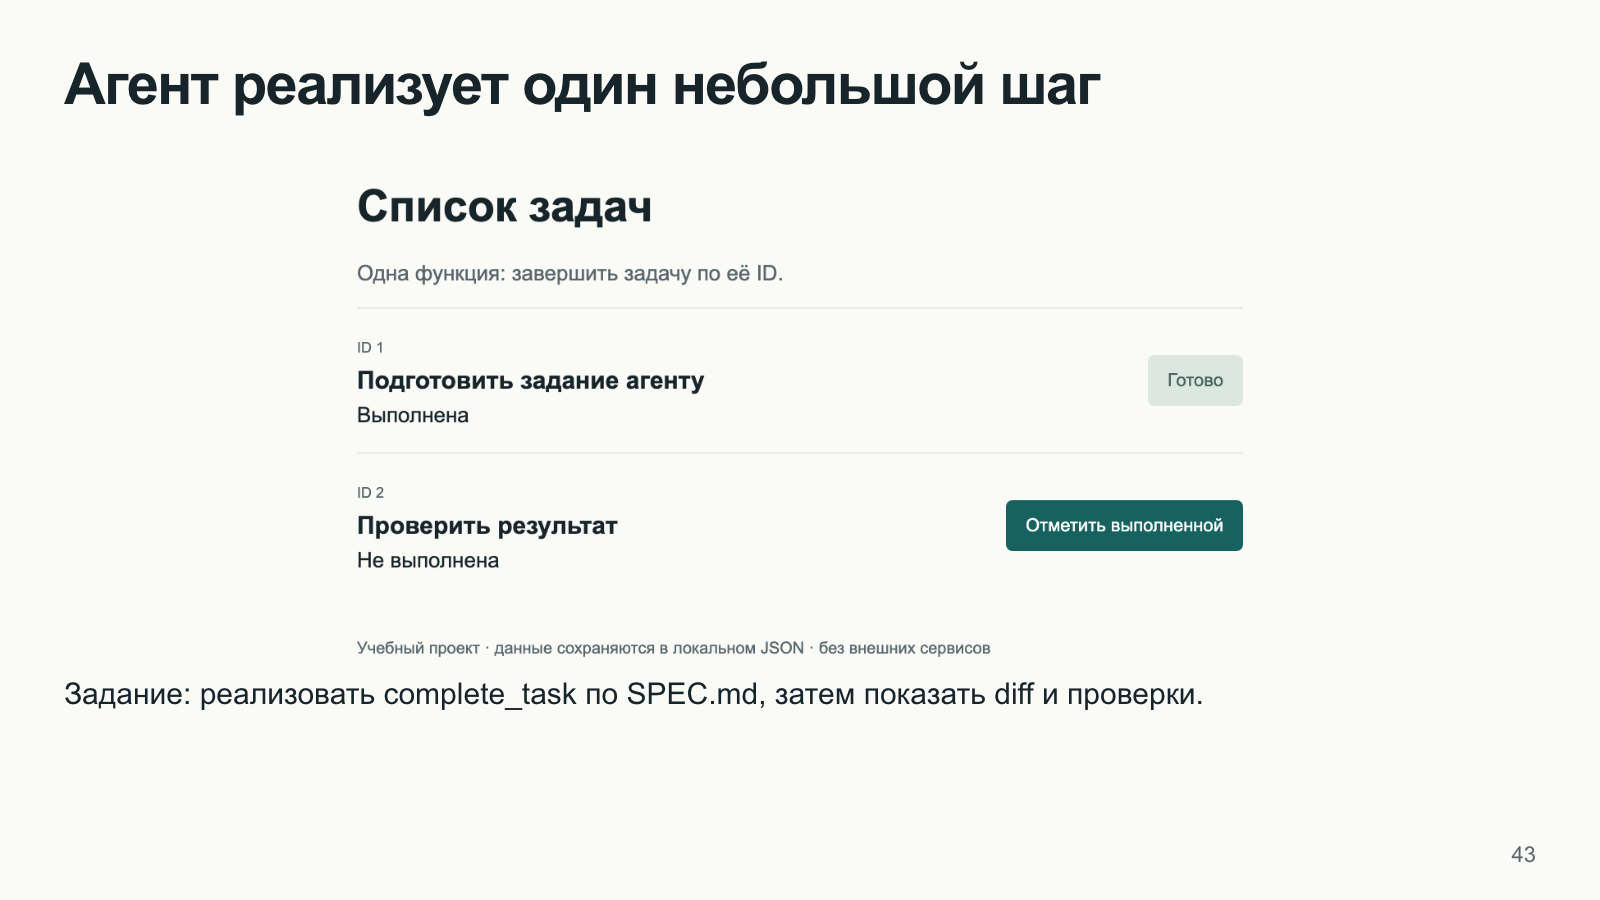 Агент реализует один небольшой шаг
Список задач
Одна функция: завершить задачу по её ID.
ID 1
Подготовить задание агенту
Выполнена
Готово
ID 2
Проверить результат
Не выполнена
Отметить выполненной
Учебный проект · данные сохраняются в локальном JSON · без внешних сервисов
Задание: реализовать complete_task по SPEC.md, затем показать diff и проверки.
43